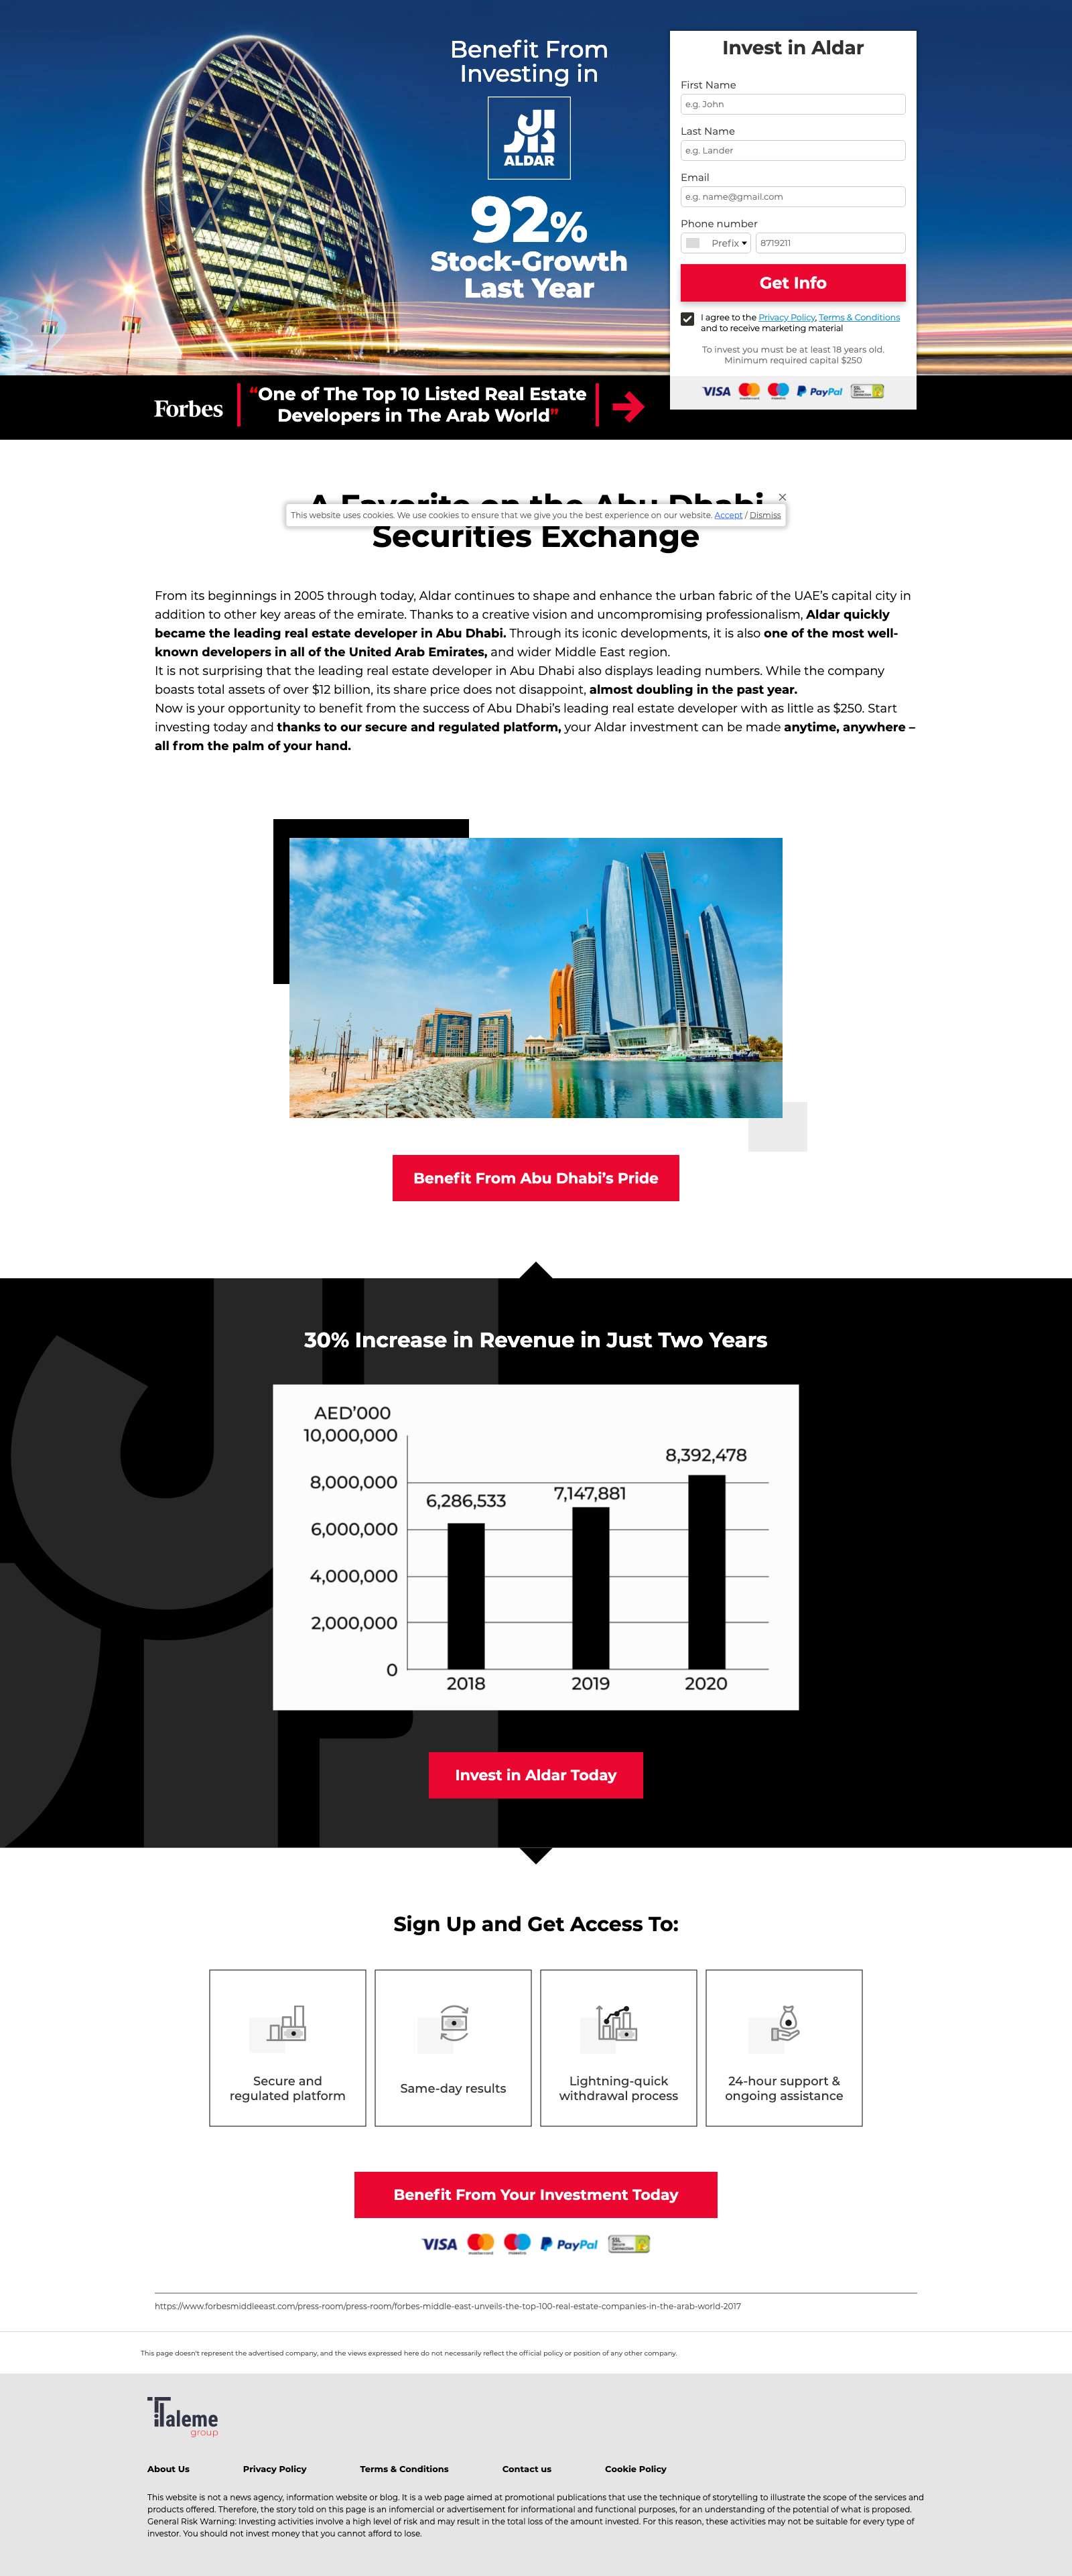 Benefit From
Investing in
الدار
ALDAR
92%
Stock-Growth
Last Year
Invest in Aldar
First Name
e.g. John
Last Name
e.g. Lander
Email
e.g. name@gmail.com
Phone number
Prefix
8719211
Get Info
I agree to the Privacy Policy, Terms & Conditions
and to receive marketing material
To invest you must be at least 18 years old.
Minimum required capital $250
VISA mastercard maestro PayPal SSL Secure Connection
Forbes
“One of The Top 10 Listed Real Estate
Developers in The Arab World”
A Favorite on the Abu Dhabi
This website uses cookies. We use cookies to ensure that we give you the best experience on our website. Accept / Dismiss
Securities Exchange
From its beginnings in 2005 through today, Aldar continues to shape and enhance the urban fabric of the UAE’s capital city in
addition to other key areas of the emirate. Thanks to a creative vision and uncompromising professionalism, Aldar quickly
became the leading real estate developer in Abu Dhabi. Through its iconic developments, it is also one of the most well-
known developers in all of the United Arab Emirates, and wider Middle East region.
It is not surprising that the leading real estate developer in Abu Dhabi also displays leading numbers. While the company
boasts total assets of over $12 billion, its share price does not disappoint, almost doubling in the past year.
Now is your opportunity to benefit from the success of Abu Dhabi’s leading real estate developer with as little as $250. Start
investing today and thanks to our secure and regulated platform, your Aldar investment can be made anytime, anywhere –
all from the palm of your hand.
Benefit From Abu Dhabi’s Pride
30% Increase in Revenue in Just Two Years
AED’000
10,000,000
8,000,000
6,000,000
4,000,000
2,000,000
0
6,286,533
7,147,881
8,392,478
2018
2019
2020
Invest in Aldar Today
Sign Up and Get Access To:
Secure and
regulated platform
Same-day results
Lightning-quick
withdrawal process
24-hour support &
ongoing assistance
Benefit From Your Investment Today
VISA mastercard maestro PayPal SSL Secure Connection
https://www.forbesmiddleeast.com/press-room/press-room/forbes-middle-east-unveils-the-top-100-real-estate-companies-in-the-arab-world-2017
This page doesn't represent the advertised company, and the views expressed here do not necessarily reflect the official policy or position of any other company.
Taleme
group
About Us
Privacy Policy
Terms & Conditions
Contact us
Cookie Policy
This website is not a news agency, information website or blog. It is a web page aimed at promotional publications that use the technique of storytelling to illustrate the scope of the services and
products offered. Therefore, the story told on this page is an infomercial or advertisement for informational and functional purposes, for an understanding of the potential of what is proposed.
General Risk Warning: Investing activities involve a high level of risk and may result in the total loss of the amount invested. For this reason, these activities may not be suitable for every type of
investor. You should not invest money that you cannot afford to lose.